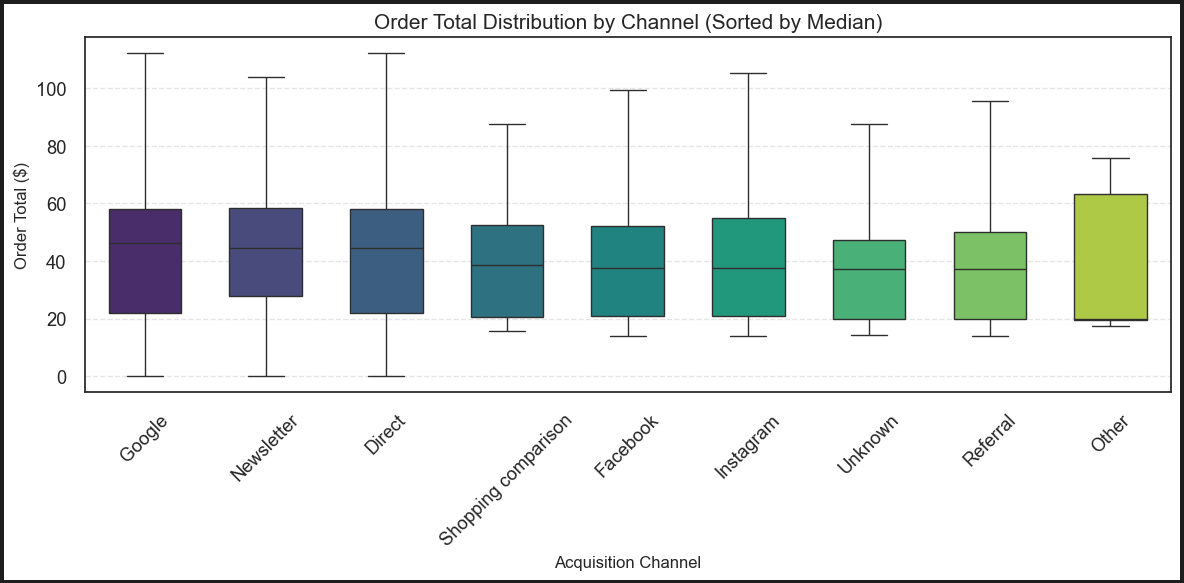 Order Total Distribution by Channel (Sorted by Median)
Order Total ($)
100
80
60
40
20
0
Google
Newsletter
Direct
Shopping comparison
Facebook
Instagram
Unknown
Referral
Other
Acquisition Channel